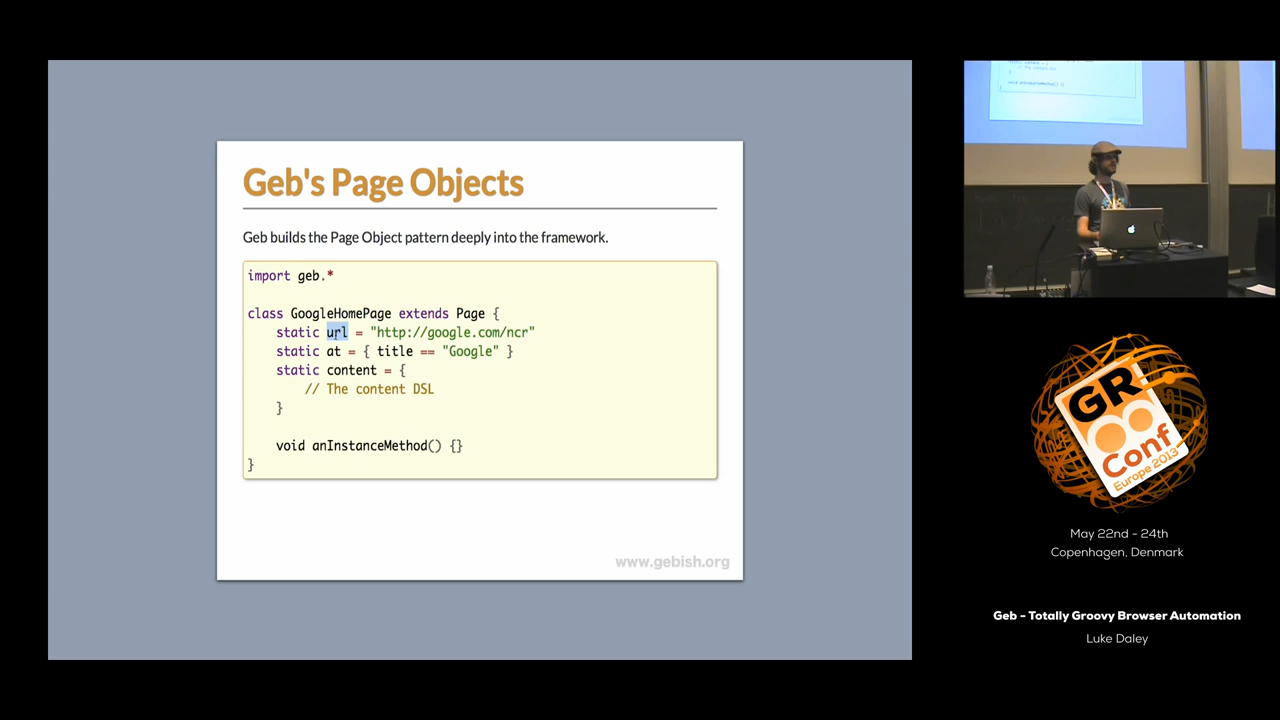 Geb's Page Objects
Geb builds the Page Object pattern deeply into the framework.
import geb.*
class GoogleHomePage extends Page {
static url = "http://google.com/ncr"
static at = { title == "Google" }
static content = {
// The content DSL
}
void anInstanceMethod() {}
}
www.gebish.org
GR8
Conf
Europe 2013
May 22nd - 24th
Copenhagen, Denmark
Geb - Totally Groovy Browser Automation
Luke Daley